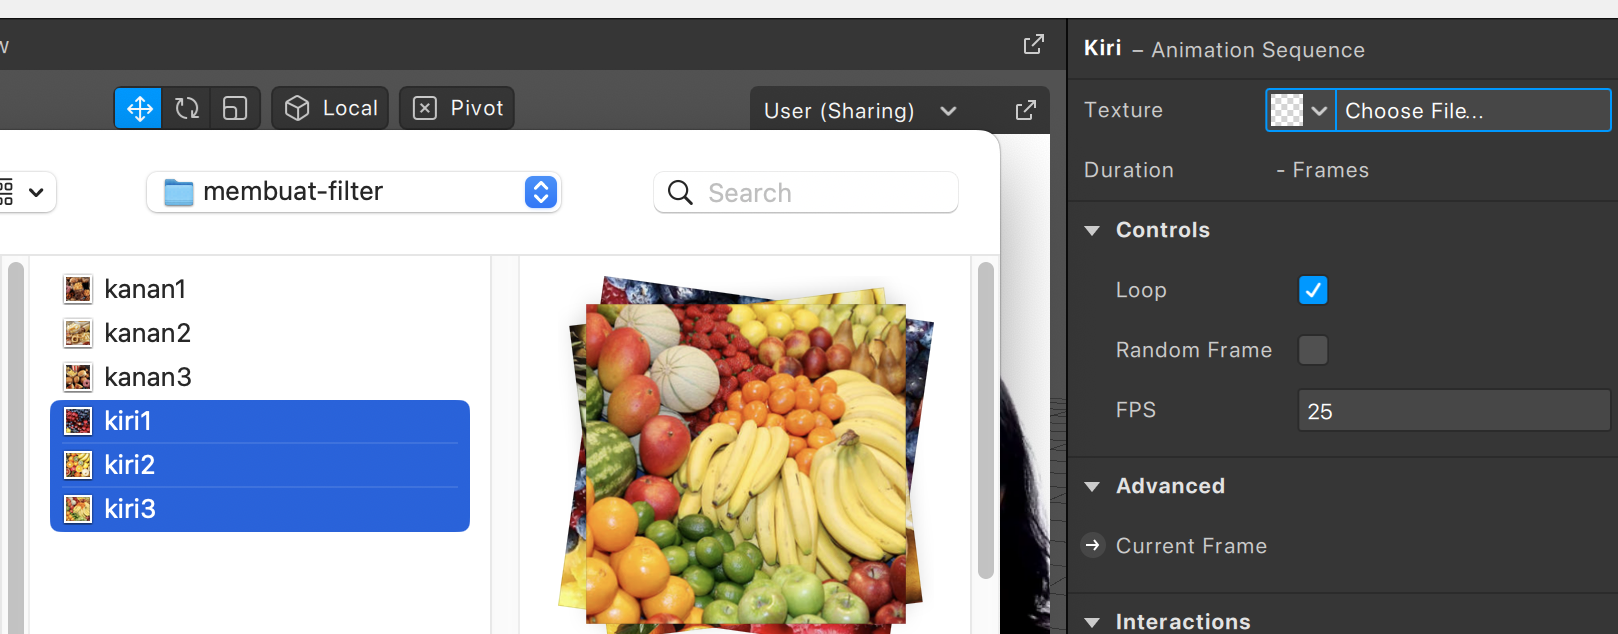 w
Kiri – Animation Sequence
Local
Pivot
User (Sharing)
Texture
Choose File...
Duration
- Frames
membuat-filter
Search
Controls
kanan1
kanan2
kanan3
kiri1
kiri2
kiri3
Loop
Random Frame
FPS
25
Advanced
Current Frame
Interactions